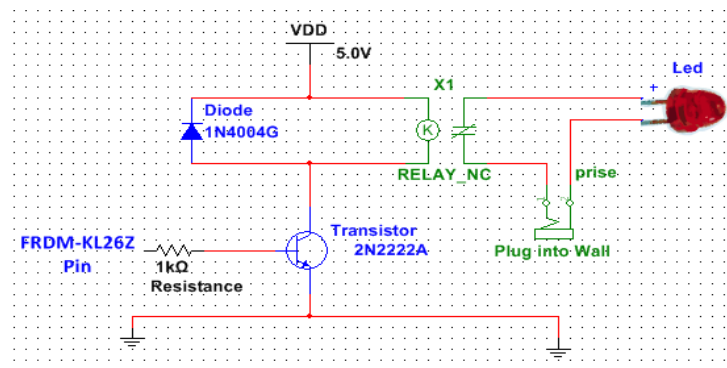 VDD
5.0V
Led
X1
+
Diode
1N4004G
K
RELAY_NC
prise
Transistor
2N2222A
FRDM-KL26Z
Pin
1kΩ
Resistance
Plug into Wall